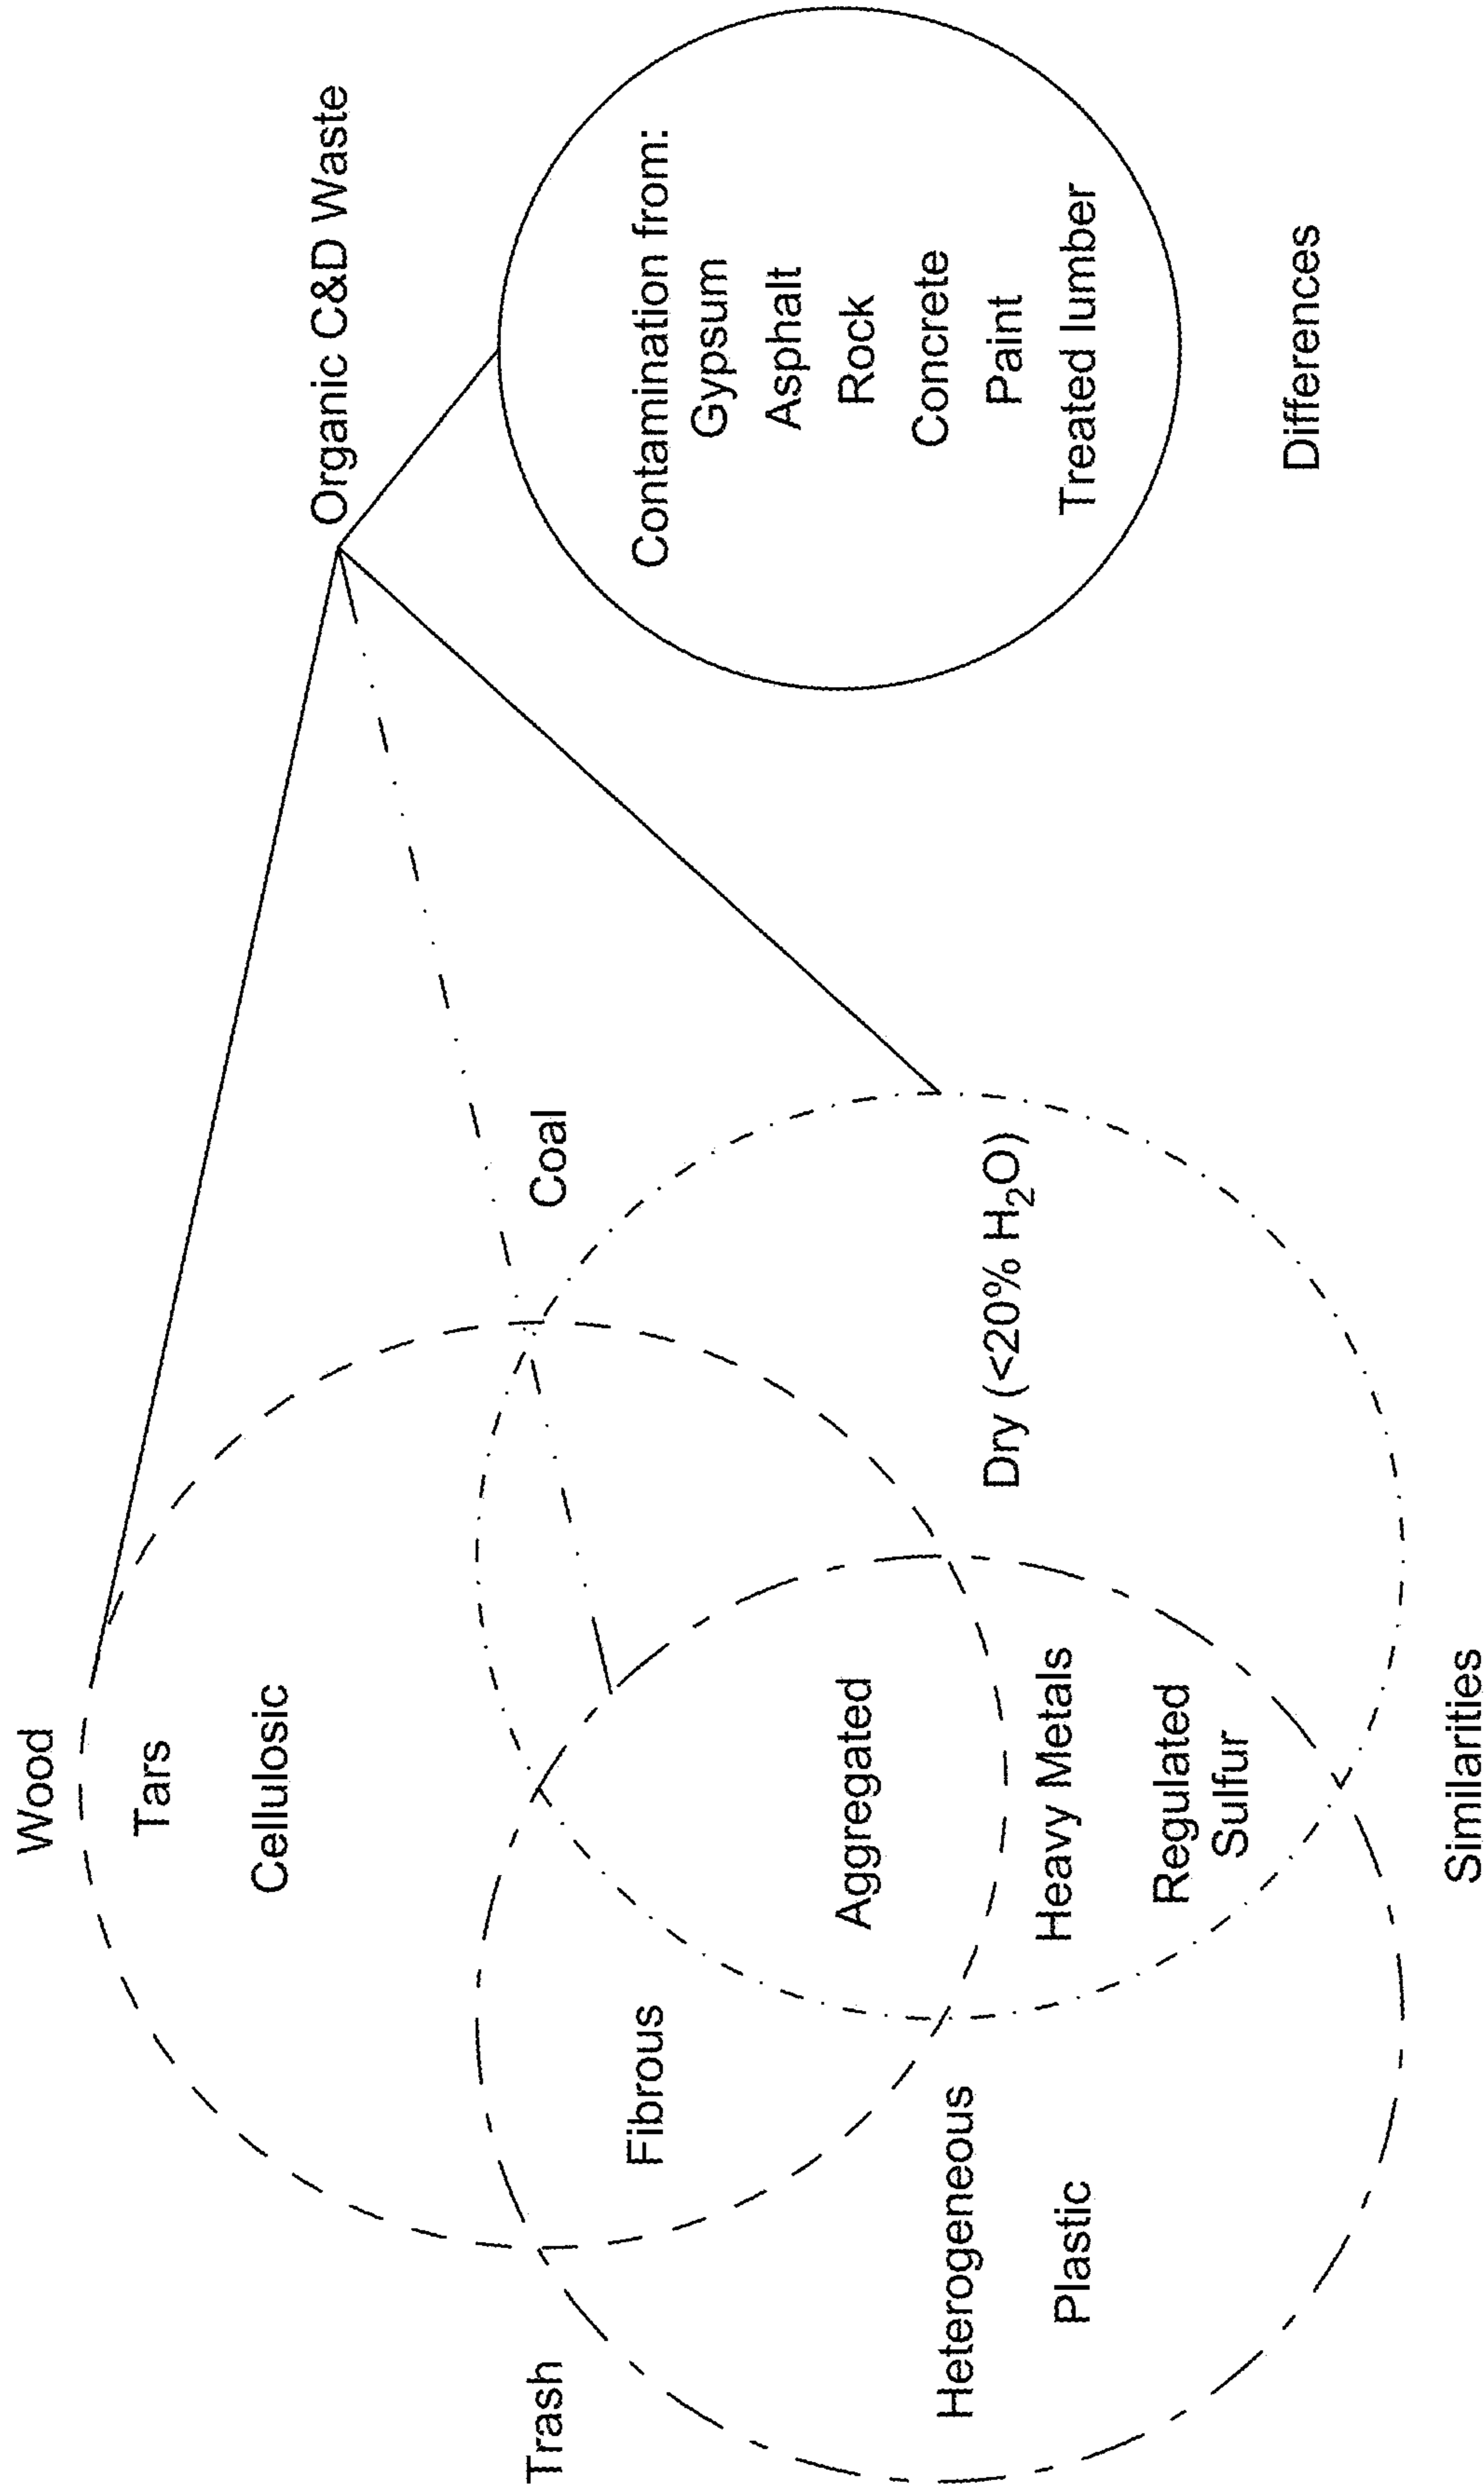 Wood
Tars
Cellulosic
Trash
Coal
Fibrous
Aggregated
Heterogeneous
Plastic
Dry (<20% H₂O)
Heavy Metals
Regulated
Sulfur
Similarities
Organic C&D Waste
Contamination from:
Gypsum
Asphalt
Rock
Concrete
Paint
Treated lumber
Differences